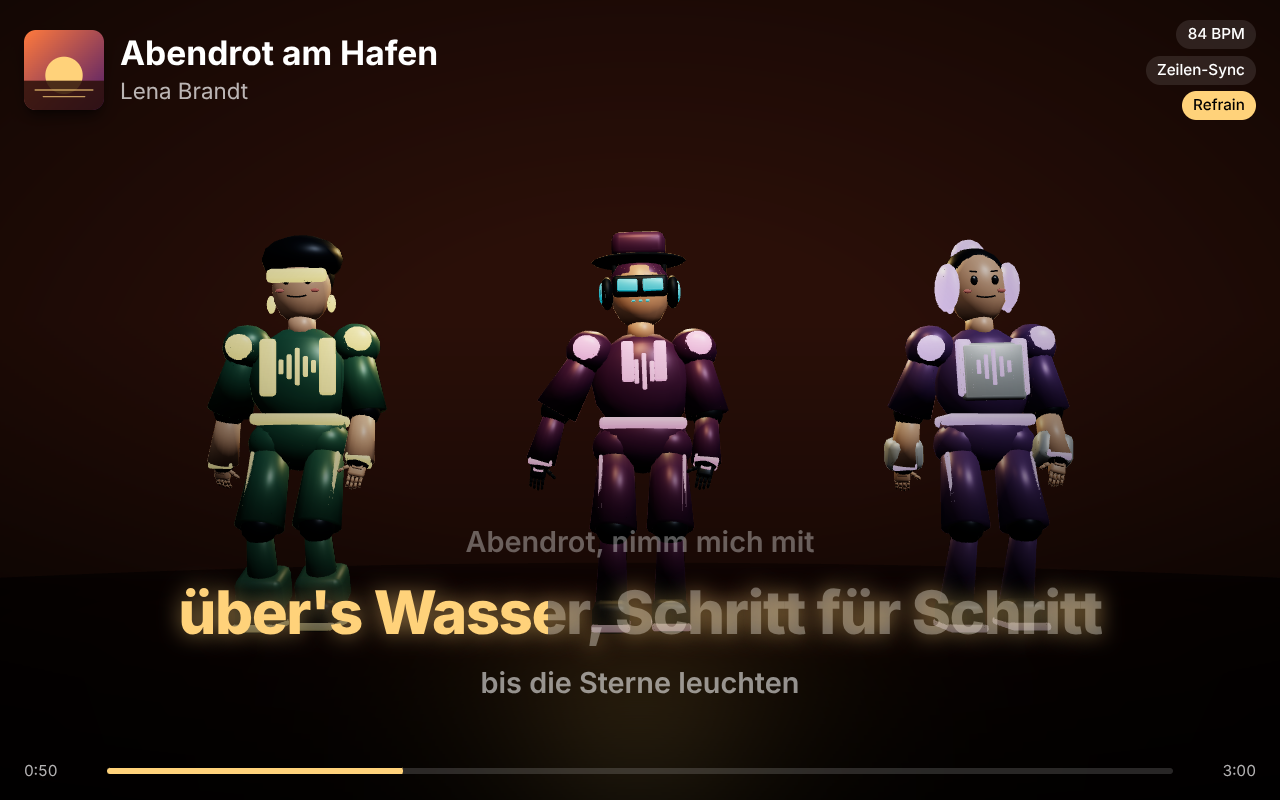 Abendrot am Hafen
Lena Brandt
84 BPM
Zeilen-Sync
Refrain
Abendrot, nimm mich mit
über's Wasser, Schritt für Schritt
bis die Sterne leuchten
0:50
3:00